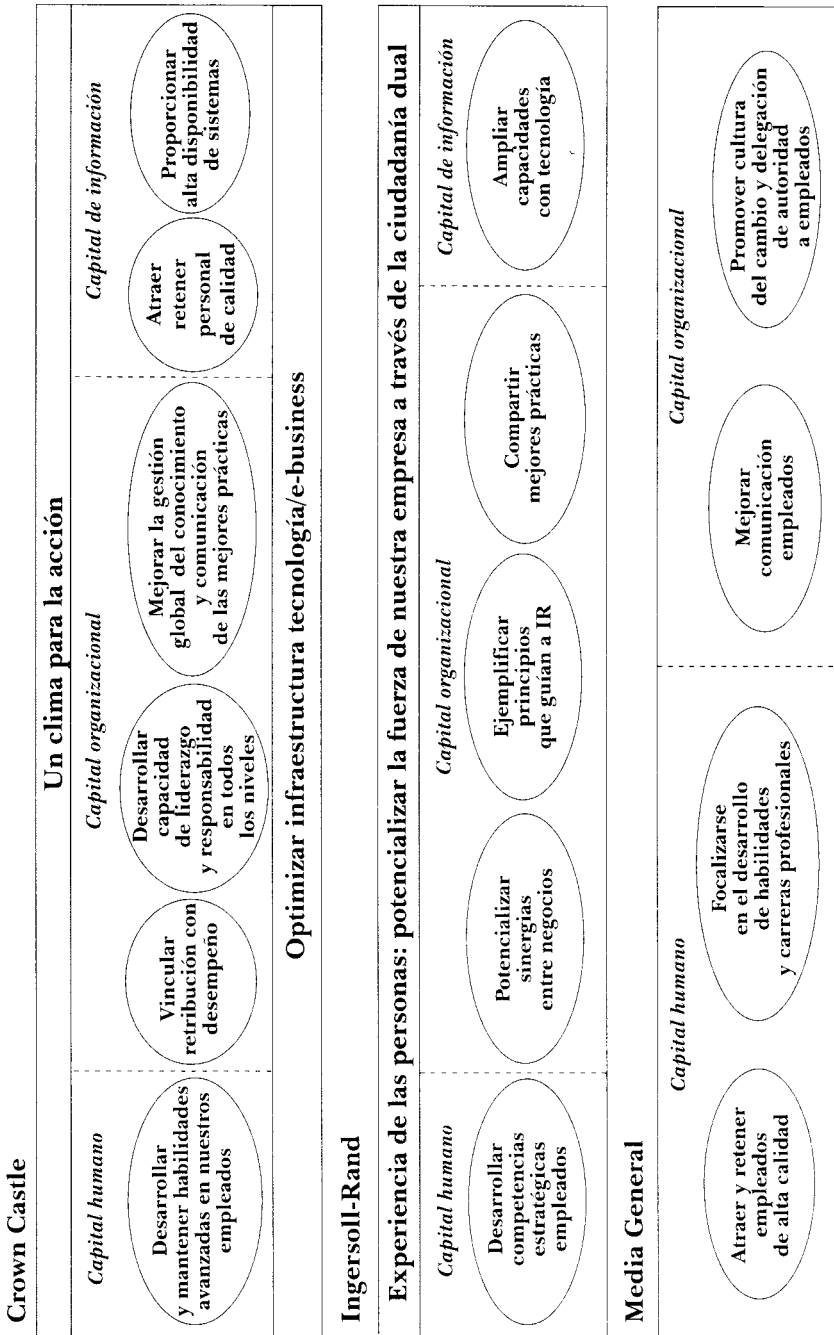 Crown Castle
Un clima para la acción
Capital humano
Capital organizacional
Capital de información
Desarrollar
y mantener habilidades
avanzadas en nuestros
empleados
Vincular
retribución con
desempeño
Desarrollar
capacidad
de liderazgo
y responsabilidad
en todos
los niveles
Mejorar la gestión
global del conocimiento
y comunicación
de las mejores prácticas
Atraer
retener
personal
de calidad
Proporcionar
alta disponibilidad
de sistemas
Optimizar infraestructura tecnología/e-business
Ingersoll-Rand
Experiencia de las personas: potencializar la fuerza de nuestra empresa a través de la ciudadanía dual
Capital humano
Capital organizacional
Capital de información
Desarrollar
competencias
estratégicas
empleados
Potencializar
sinergias
entre negocios
Ejemplificar
principios
que guían a IR
Compartir
mejores prácticas
Ampliar
capacidades
con tecnología
Media General
Capital humano
Capital organizacional
Atraer y retener
empleados
de alta calidad
Focalizarse
en el desarrollo
de habilidades
y carreras profesionales
Mejorar
comunicación
empleados
Promover cultura
del cambio y delegación
de autoridad
a empleados